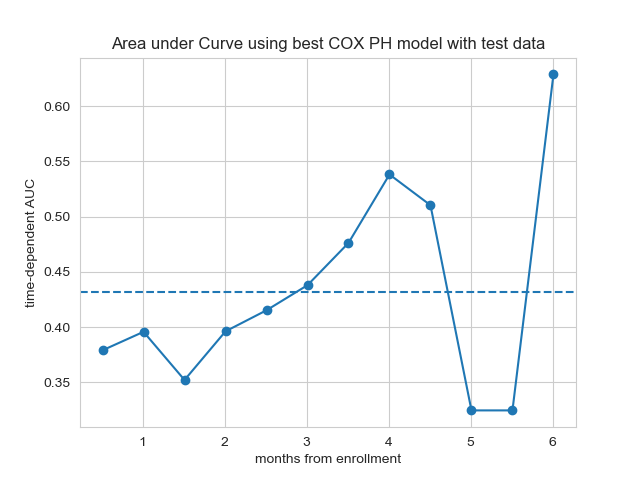 Area under Curve using best COX PH model with test data
time-dependent AUC
0.60
0.55
0.50
0.45
0.40
0.35
1 2 3 4 5 6
months from enrollment